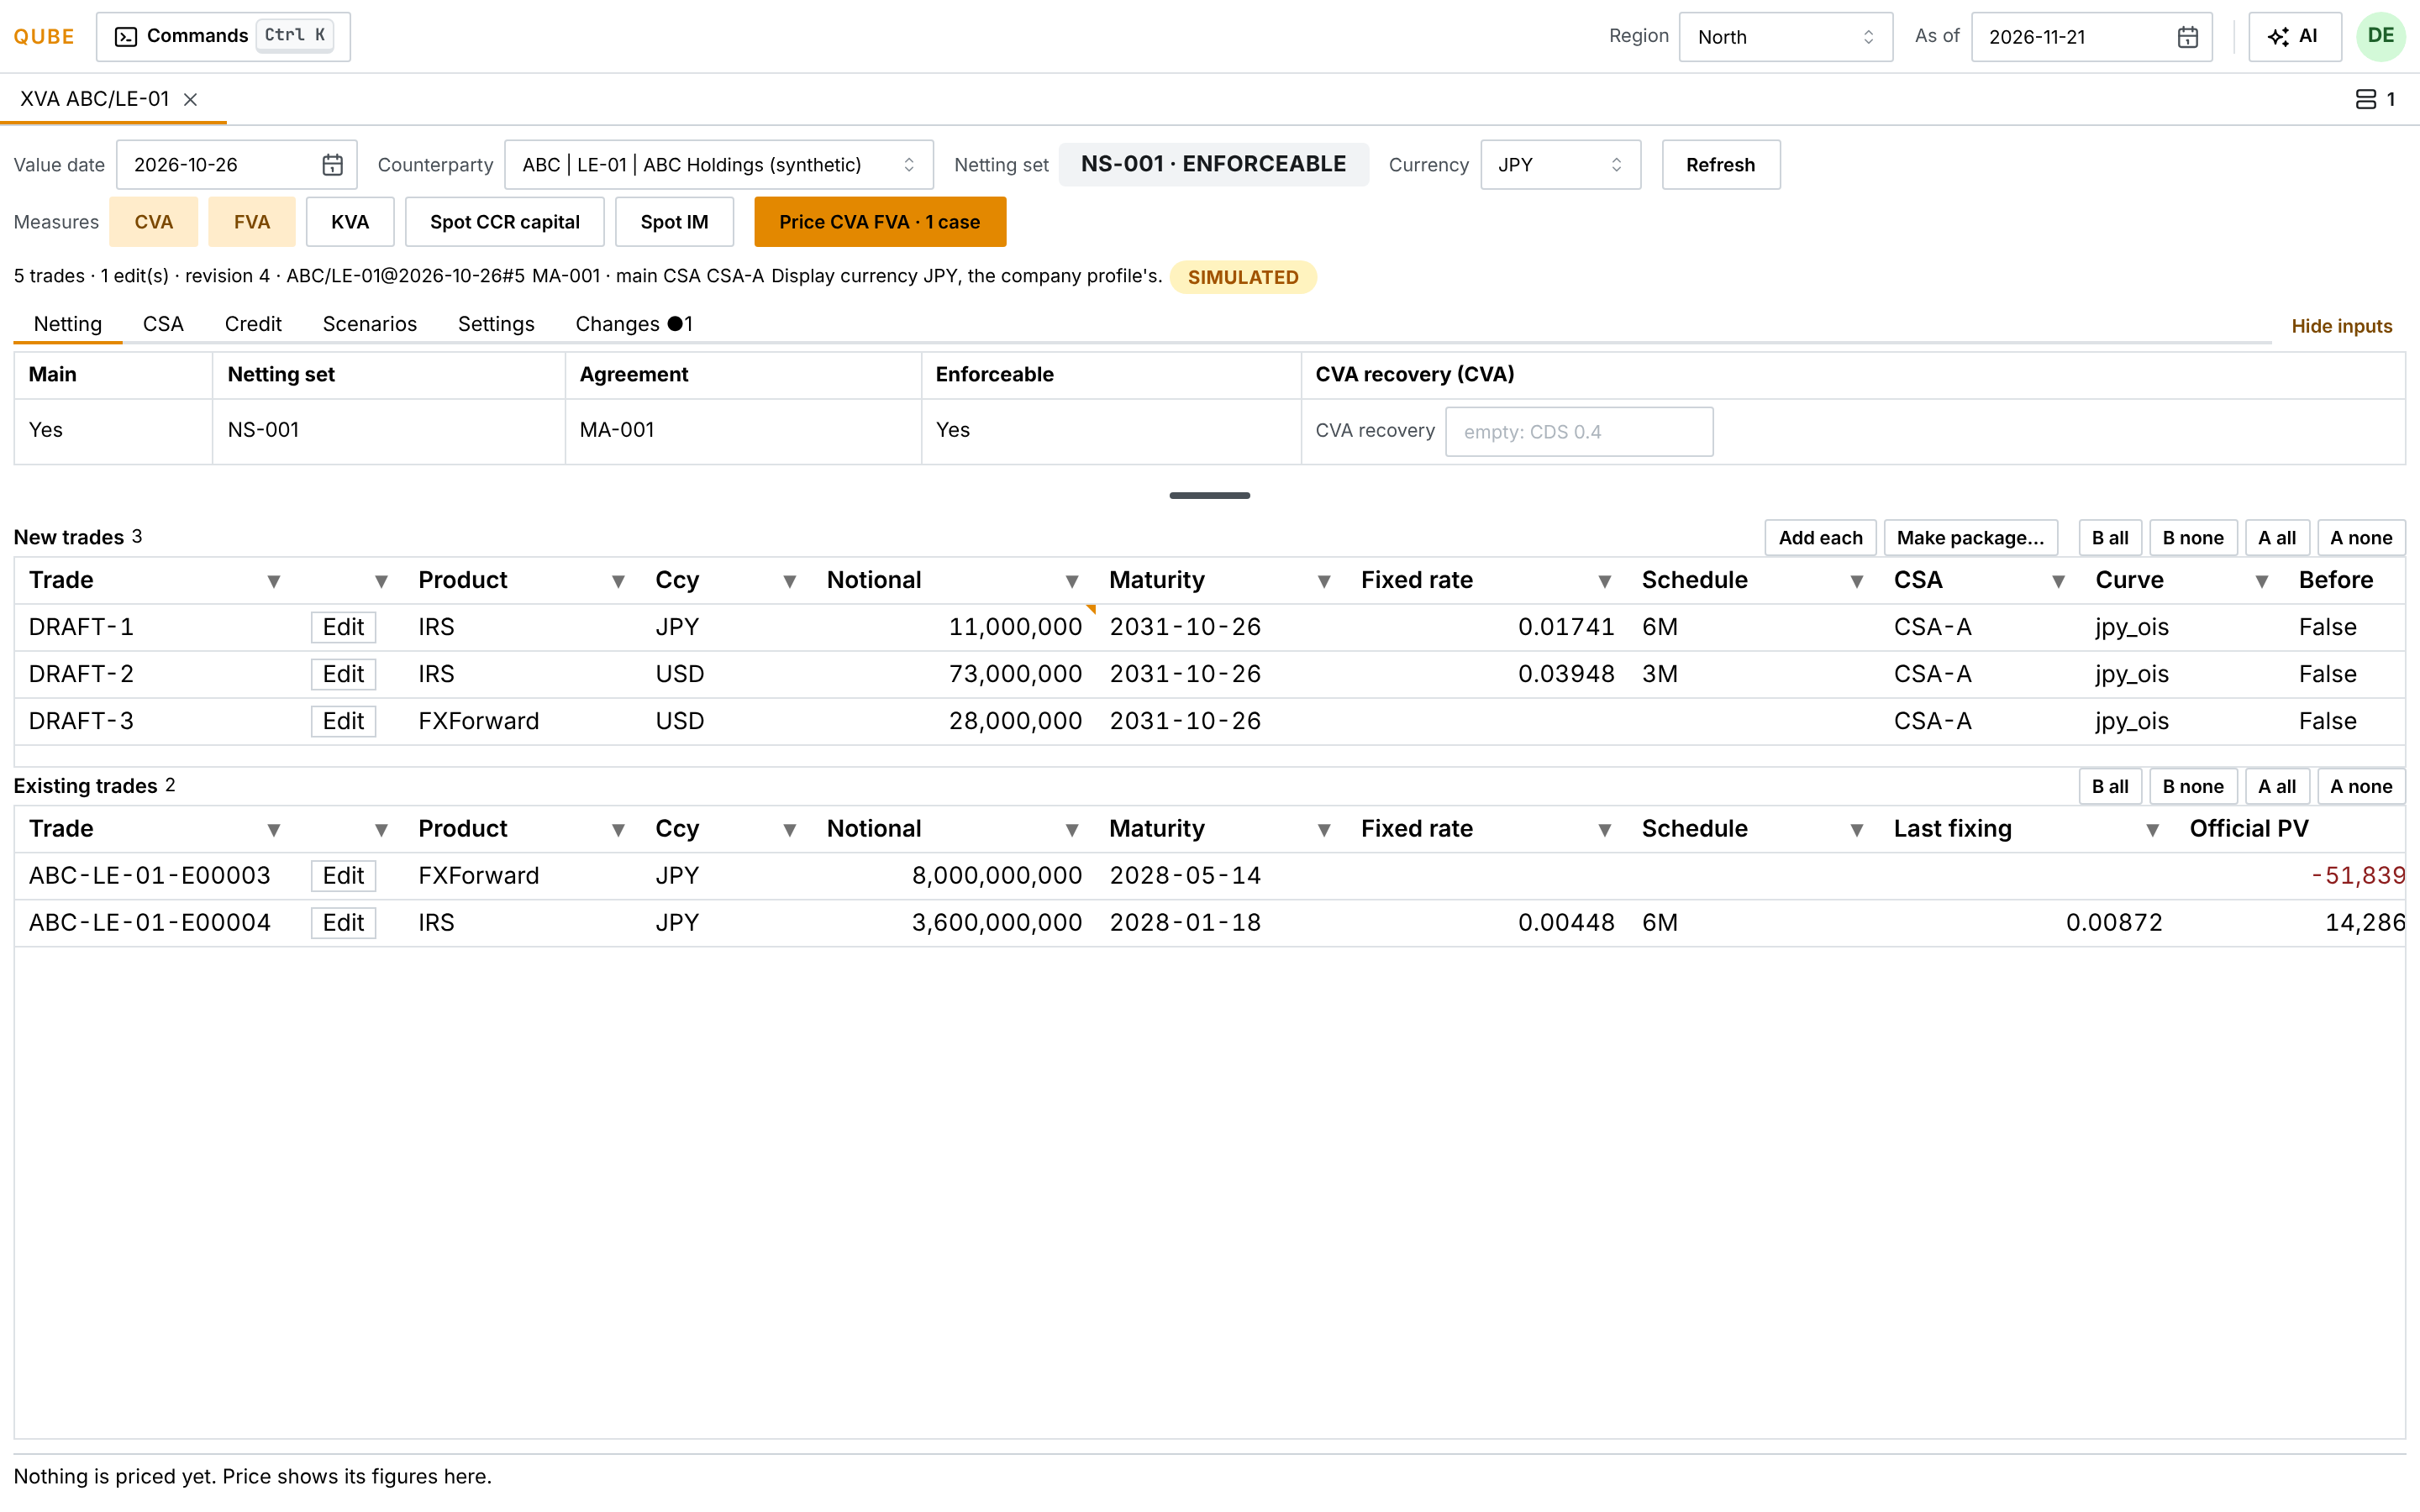 QUBE Commands Ctrl K Region North As of 2026-11-21 AI DE
XVA ABC/LE-01 1
Value date 2026-10-26 Counterparty ABC | LE-01 | ABC Holdings (synthetic) Netting set NS-001 · ENFORCEABLE Currency JPY Refresh
Measures CVA FVA KVA Spot CCR capital Spot IM Price CVA FVA · 1 case
5 trades · 1 edit(s) · revision 4 · ABC/LE-01@2026-10-26#5 MA-001 · main CSA CSA-A Display currency JPY, the company profile's. SIMULATED
Netting CSA Credit Scenarios Settings Changes ●1 Hide inputs
Main Netting set Agreement Enforceable CVA recovery (CVA)
Yes NS-001 MA-001 Yes CVA recovery empty: CDS 0.4
New trades 3 Add each Make package... B all B none A all A none
Trade Product Ccy Notional Maturity Fixed rate Schedule CSA Curve Before
DRAFT-1 Edit IRS JPY 11,000,000 2031-10-26 0.01741 6M CSA-A jpy_ois False
DRAFT-2 Edit IRS USD 73,000,000 2031-10-26 0.03948 3M CSA-A jpy_ois False
DRAFT-3 Edit FXForward USD 28,000,000 2031-10-26 CSA-A jpy_ois False
Existing trades 2 B all B none A all A none
Trade Product Ccy Notional Maturity Fixed rate Schedule Last fixing Official PV
ABC-LE-01-E00003 Edit FXForward JPY 8,000,000,000 2028-05-14 -51,839
ABC-LE-01-E00004 Edit IRS JPY 3,600,000,000 2028-01-18 0.00448 6M 0.00872 14,286
Nothing is priced yet. Price shows its figures here.